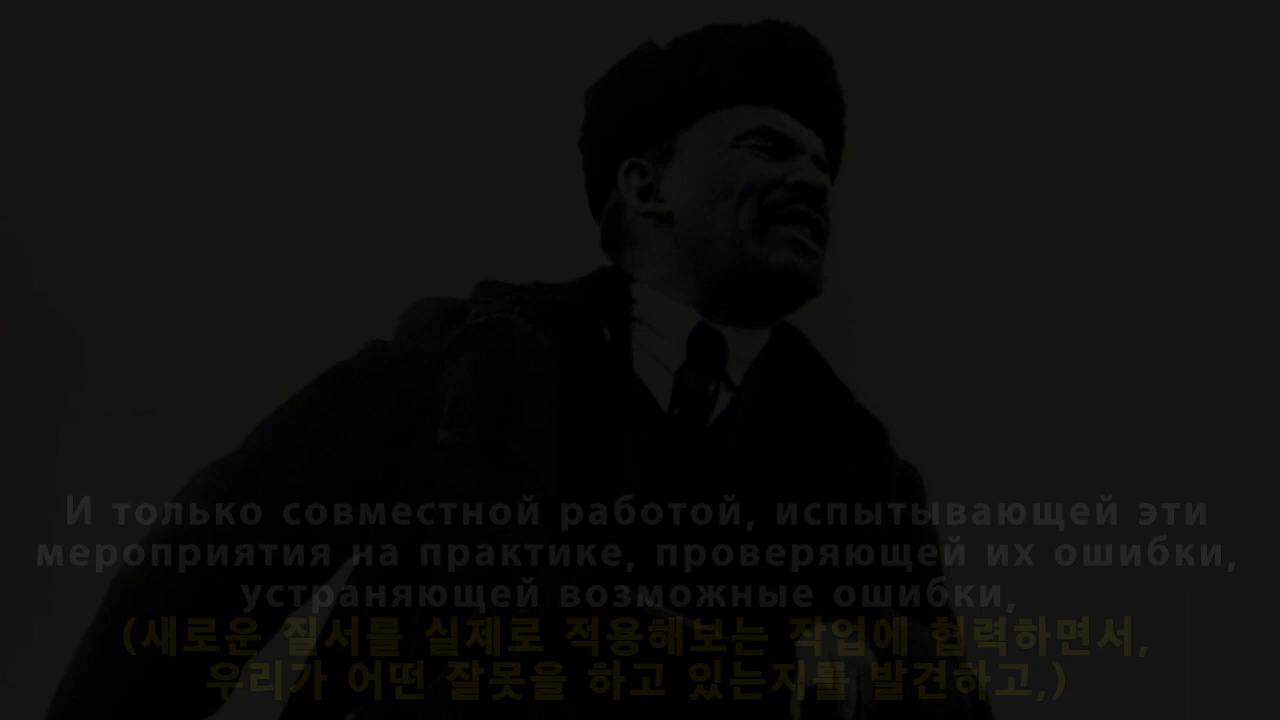 И только совместной работой, испытывающей эти
мероприятия на практике, проверяющей их ошибки,
устраняющей возможные ошибки,
(새로운 질서를 실제로 적용해보는 작업에 협력하면서,
우리가 어떤 잘못을 하고 있는지를 발견하고,)